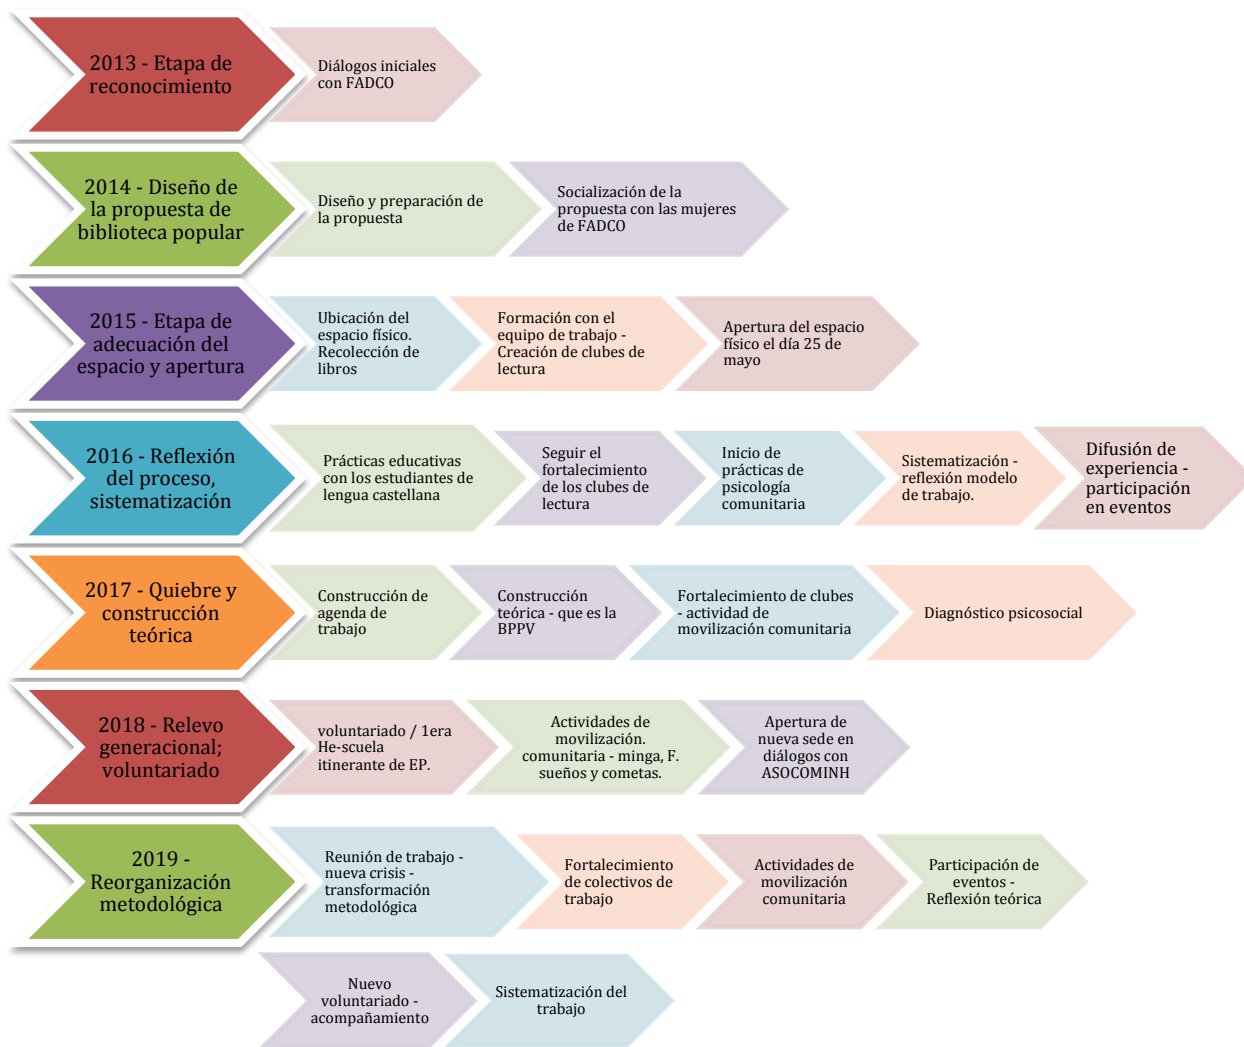 2013 - Etapa de
reconocimiento
Diálogos iniciales
con FADCO
2014 - Diseño de
la propuesta de
biblioteca popular
Diseño y preparación de
la propuesta
Socialización de la
propuesta con las mujeres
de FADCO
2015 - Etapa de
adecuación del
espacio y apertura
Ubicación del
espacio físico.
Recolección de
libros
Formación con el
equipo de trabajo -
Creación de clubes de
lectura
Apertura del espacio
físico el día 25 de
mayo
2016 - Reflexión
del proceso,
sistematización
Prácticas educativas
con los estudiantes de
lengua castellana
Seguir el
fortalecimiento
de los clubes de
lectura
Inicio de
prácticas de
psicología
comunitaria
Sistematización -
reflexión modelo
de trabajo.
Difusión de
experiencia -
participación
en eventos
2017 - Quiebre y
construcción
teórica
Construcción de
agenda de
trabajo
Construcción
teórica - que es la
BPPV
Fortalecimiento de clubes
- actividad de
movilización comunitaria
Diagnóstico psicosocial
2018 - Relevo
generacional;
voluntariado
voluntariado / 1era
He-scuela
itinerante de EP.
Actividades de
movilización.
comunitaria - minga, F.
sueños y cometas.
Apertura de
nueva sede en
diálogos con
ASOCOMINH
2019 -
Reorganización
metodológica
Reunión de trabajo -
nueva crisis -
transformación
metodológica
Fortalecimiento
de colectivos de
trabajo
Actividades de
movilización
comunitaria
Participación de
eventos -
Reflexión teórica
Nuevo
voluntariado -
acompañamiento
Sistematización del
trabajo